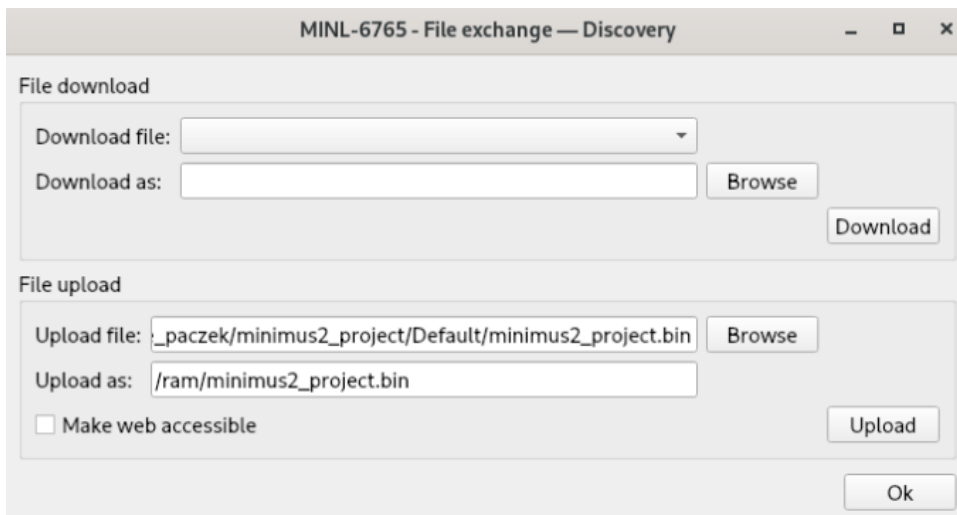 MINL-6765 - File exchange — Discovery
File download
Download file:
Download as: Browse
Download
File upload
Upload file: _paczek/minimus2_project/Default/minimus2_project.bin Browse
Upload as: /ram/minimus2_project.bin
Make web accessible Upload
Ok